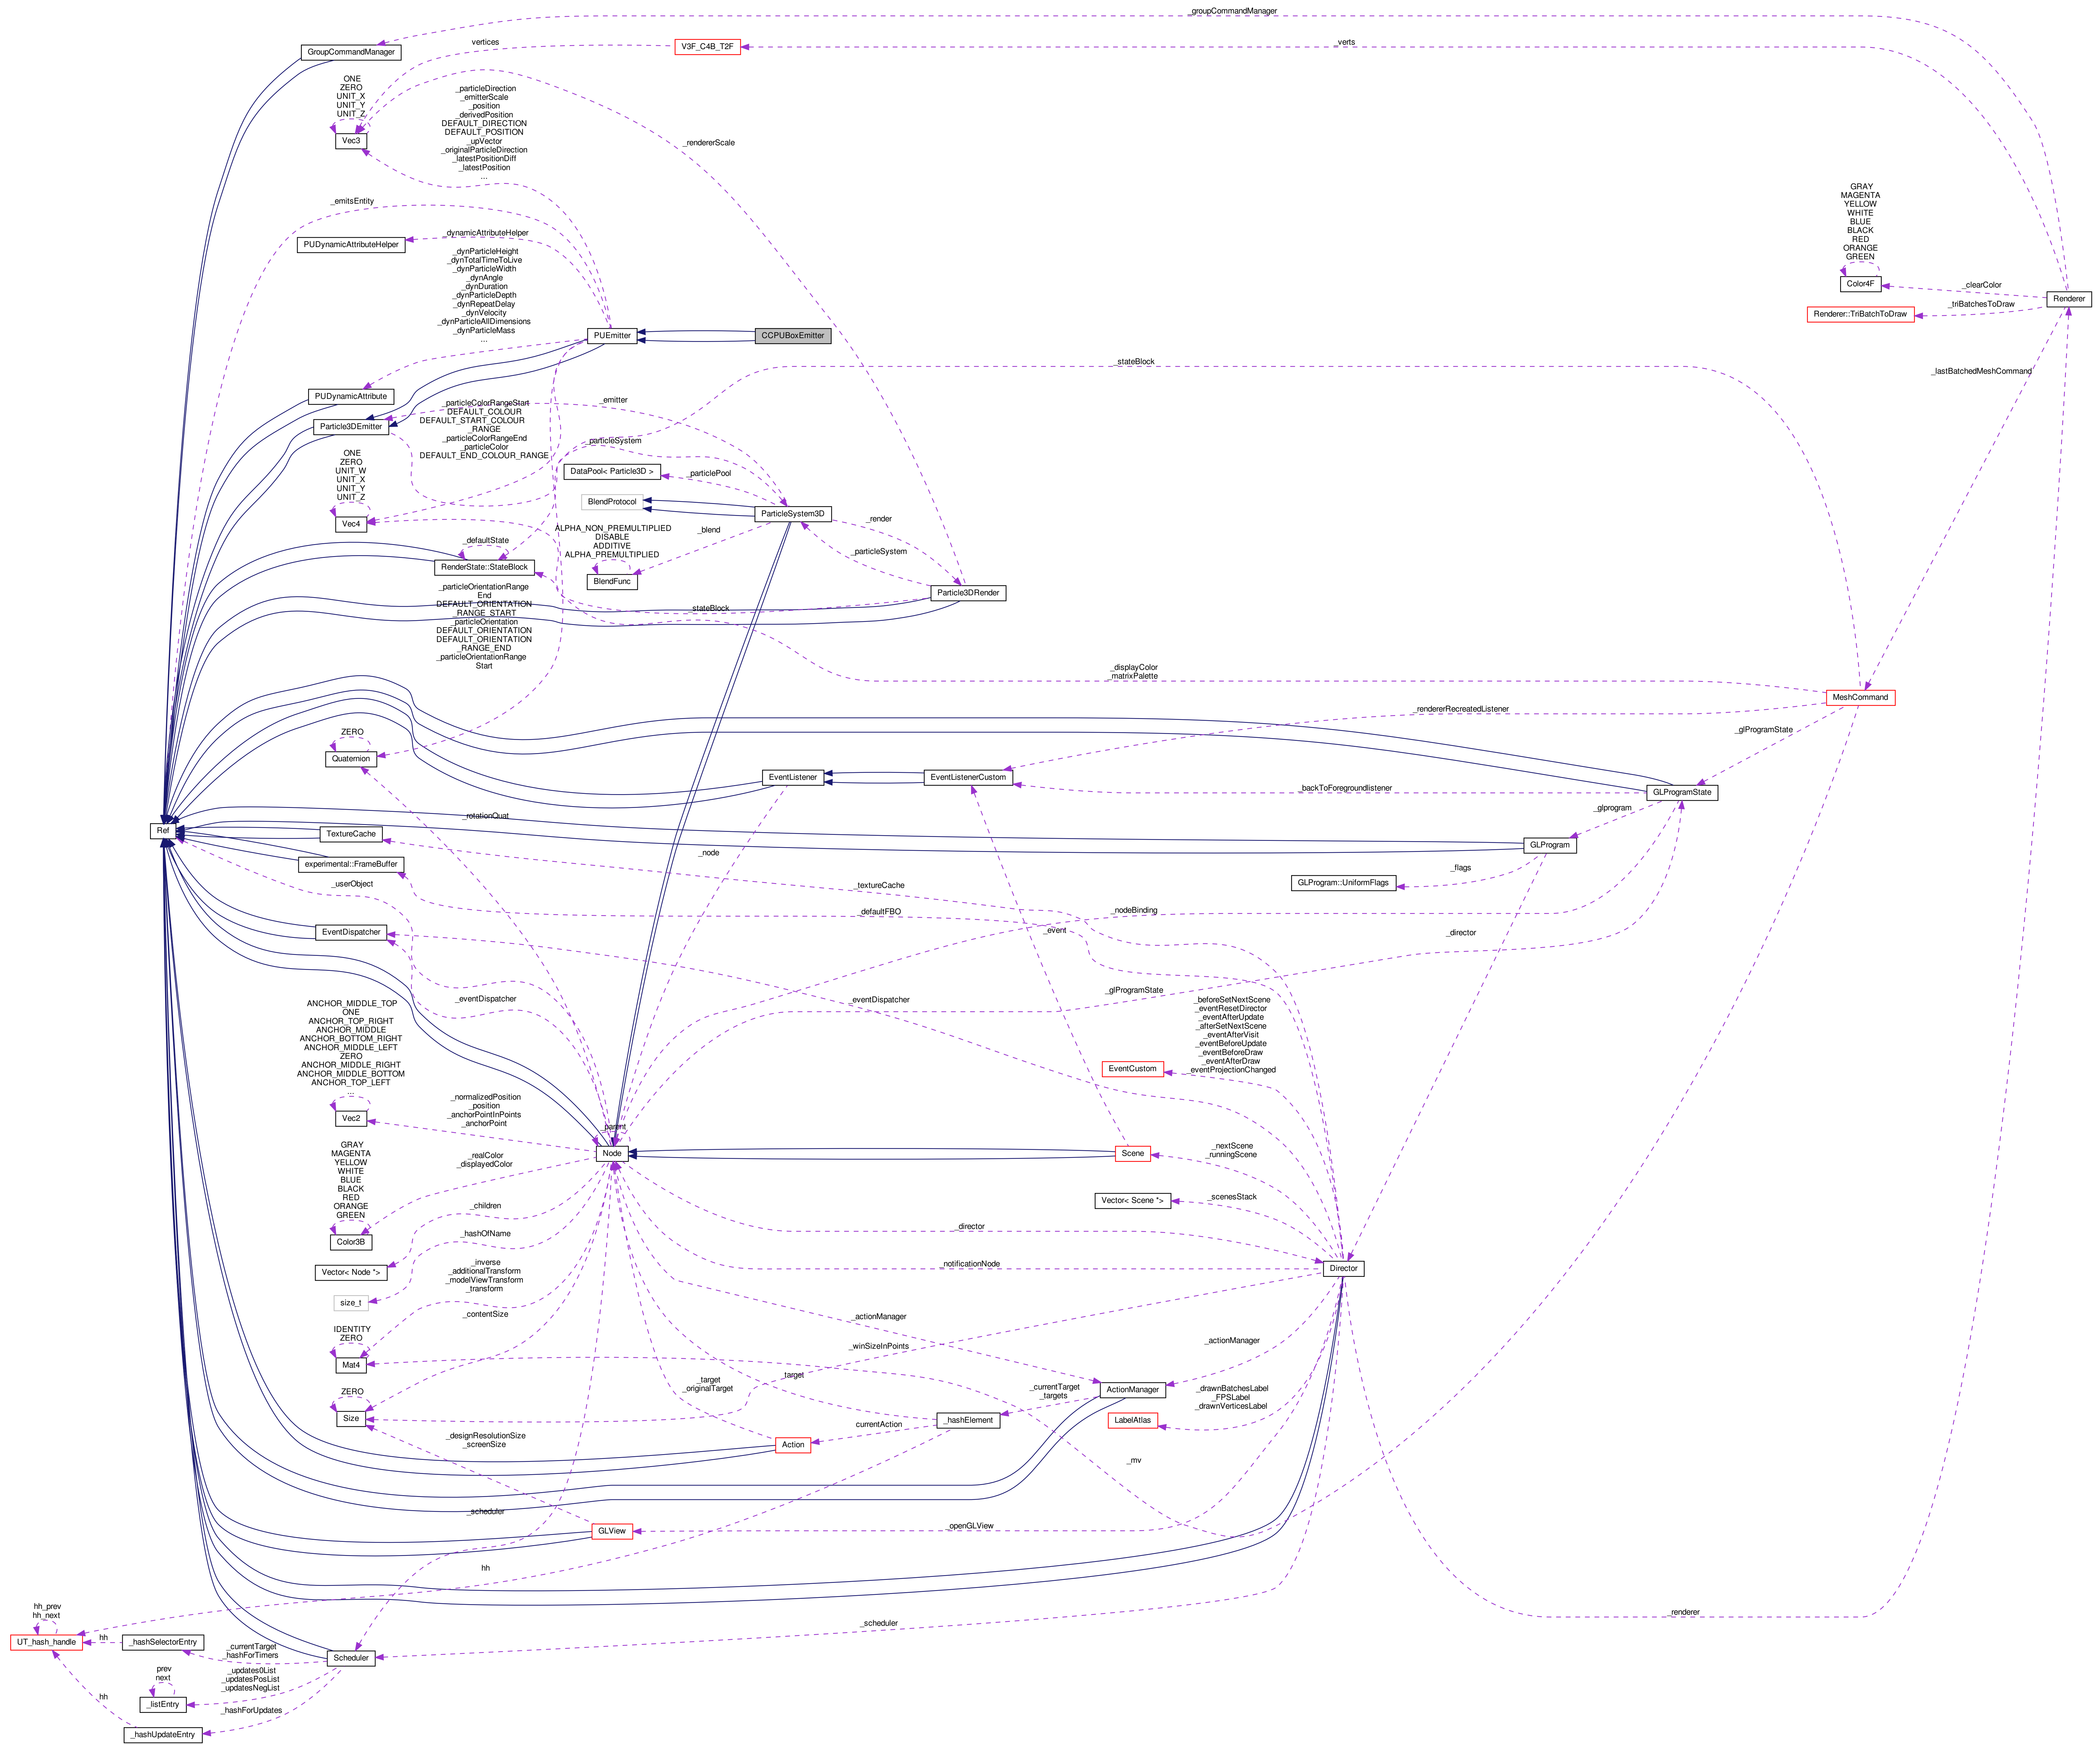 _groupCommandManager
vertices
V3F_C4B_T2F
_verts
GroupCommandManager
ONE
ZERO
UNIT_X
UNIT_Y
UNIT_Z
Vec3
_particleDirection
_emitterScale
_position
_derivedPosition
DEFAULT_DIRECTION
DEFAULT_POSITION
_upVector
_originalParticleDirection
_latestPositionDiff
_latestPosition
...
_rendererScale
GRAY
MAGENTA
YELLOW
WHITE
BLUE
BLACK
RED
ORANGE
GREEN
Color4F
_clearColor
Renderer
_triBatchesToDraw
Renderer::TriBatchToDraw
_emitsEntity
_dynamicAttributeHelper
PUDynamicAttributeHelper
_dynParticleHeight
_dynTotalTimeToLive
_dynParticleWidth
_dynAngle
_dynDuration
_dynParticleDepth
_dynRepeatDelay
_dynVelocity
_dynParticleAllDimensions
_dynParticleMass
...
PUEmitter
CCPUBoxEmitter
_stateBlock
_lastBatchedMeshCommand
PUDynamicAttribute
Particle3DEmitter
_particleColorRangeStart
DEFAULT_COLOUR
DEFAULT_START_COLOUR
_RANGE
_particleColorRangeEnd
_particleColor
DEFAULT_END_COLOUR_RANGE
_emitter
_particleSystem
ONE
ZERO
UNIT_W
UNIT_X
UNIT_Y
UNIT_Z
Vec4
DataPool< Particle3D >
_particlePool
BlendProtocol
ParticleSystem3D
_render
_blend
_particleSystem
ALPHA_NON_PREMULTIPLIED
DISABLE
ADDITIVE
ALPHA_PREMULTIPLIED
BlendFunc
_defaultState
RenderState::StateBlock
Particle3DRender
_stateBlock
_particleOrientationRange
End
DEFAULT_ORIENTATION
_RANGE_START
_particleOrientation
DEFAULT_ORIENTATION
DEFAULT_ORIENTATION
_RANGE_END
_particleOrientationRange
Start
_displayColor
_matrixPalette
MeshCommand
_rendererRecreatedListener
_glProgramState
ZERO
Quaternion
EventListener
EventListenerCustom
_backToForegroundlistener
GLProgramState
_glprogram
_rotationQuat
Ref
TextureCache
GLProgram
_node
experimental::FrameBuffer
_flags
GLProgram::UniformFlags
_userObject
_textureCache
_defaultFBO
_nodeBinding
_event
_director
EventDispatcher
_glProgramState
_eventDispatcher
_eventDispatcher
ANCHOR_MIDDLE_TOP
ONE
ANCHOR_TOP_RIGHT
ANCHOR_MIDDLE
ANCHOR_BOTTOM_RIGHT
ANCHOR_MIDDLE_LEFT
ZERO
ANCHOR_MIDDLE_RIGHT
ANCHOR_MIDDLE_BOTTOM
ANCHOR_TOP_LEFT
...
Vec2
_beforeSetNextScene
_eventResetDirector
_eventAfterUpdate
_afterSetNextScene
_eventAfterVisit
_eventBeforeUpdate
_eventBeforeDraw
_eventAfterDraw
_eventProjectionChanged
EventCustom
_normalizedPosition
_position
_anchorPointInPoints
_anchorPoint
_parent
Node
Scene
_nextScene
_runningScene
GRAY
MAGENTA
YELLOW
WHITE
BLUE
BLACK
RED
ORANGE
GREEN
Color3B
_realColor
_displayedColor
Vector< Scene *>
_scenesStack
_children
_director
_hashOfName
Vector< Node *>
_notificationNode
Director
_inverse
_additionalTransform
_modelViewTransform
_transform
size_t
_contentSize
_actionManager
IDENTITY
ZERO
Mat4
_winSizeInPoints
_actionManager
target
_target
_originalTarget
_currentTarget
_targets
ActionManager
_drawnBatchesLabel
_FPSLabel
_drawnVerticesLabel
LabelAtlas
ZERO
Size
_hashElement
currentAction
Action
_designResolutionSize
_screenSize
_mv
_scheduler
_openGLView
GLView
hh
hh_prev
hh_next
UT_hash_handle
hh
_hashSelectorEntry
_currentTarget
_hashForTimers
Scheduler
_scheduler
_renderer
prev
next
_listEntry
_updates0List
_updatesPosList
_updatesNegList
hh
_hashForUpdates
_hashUpdateEntry